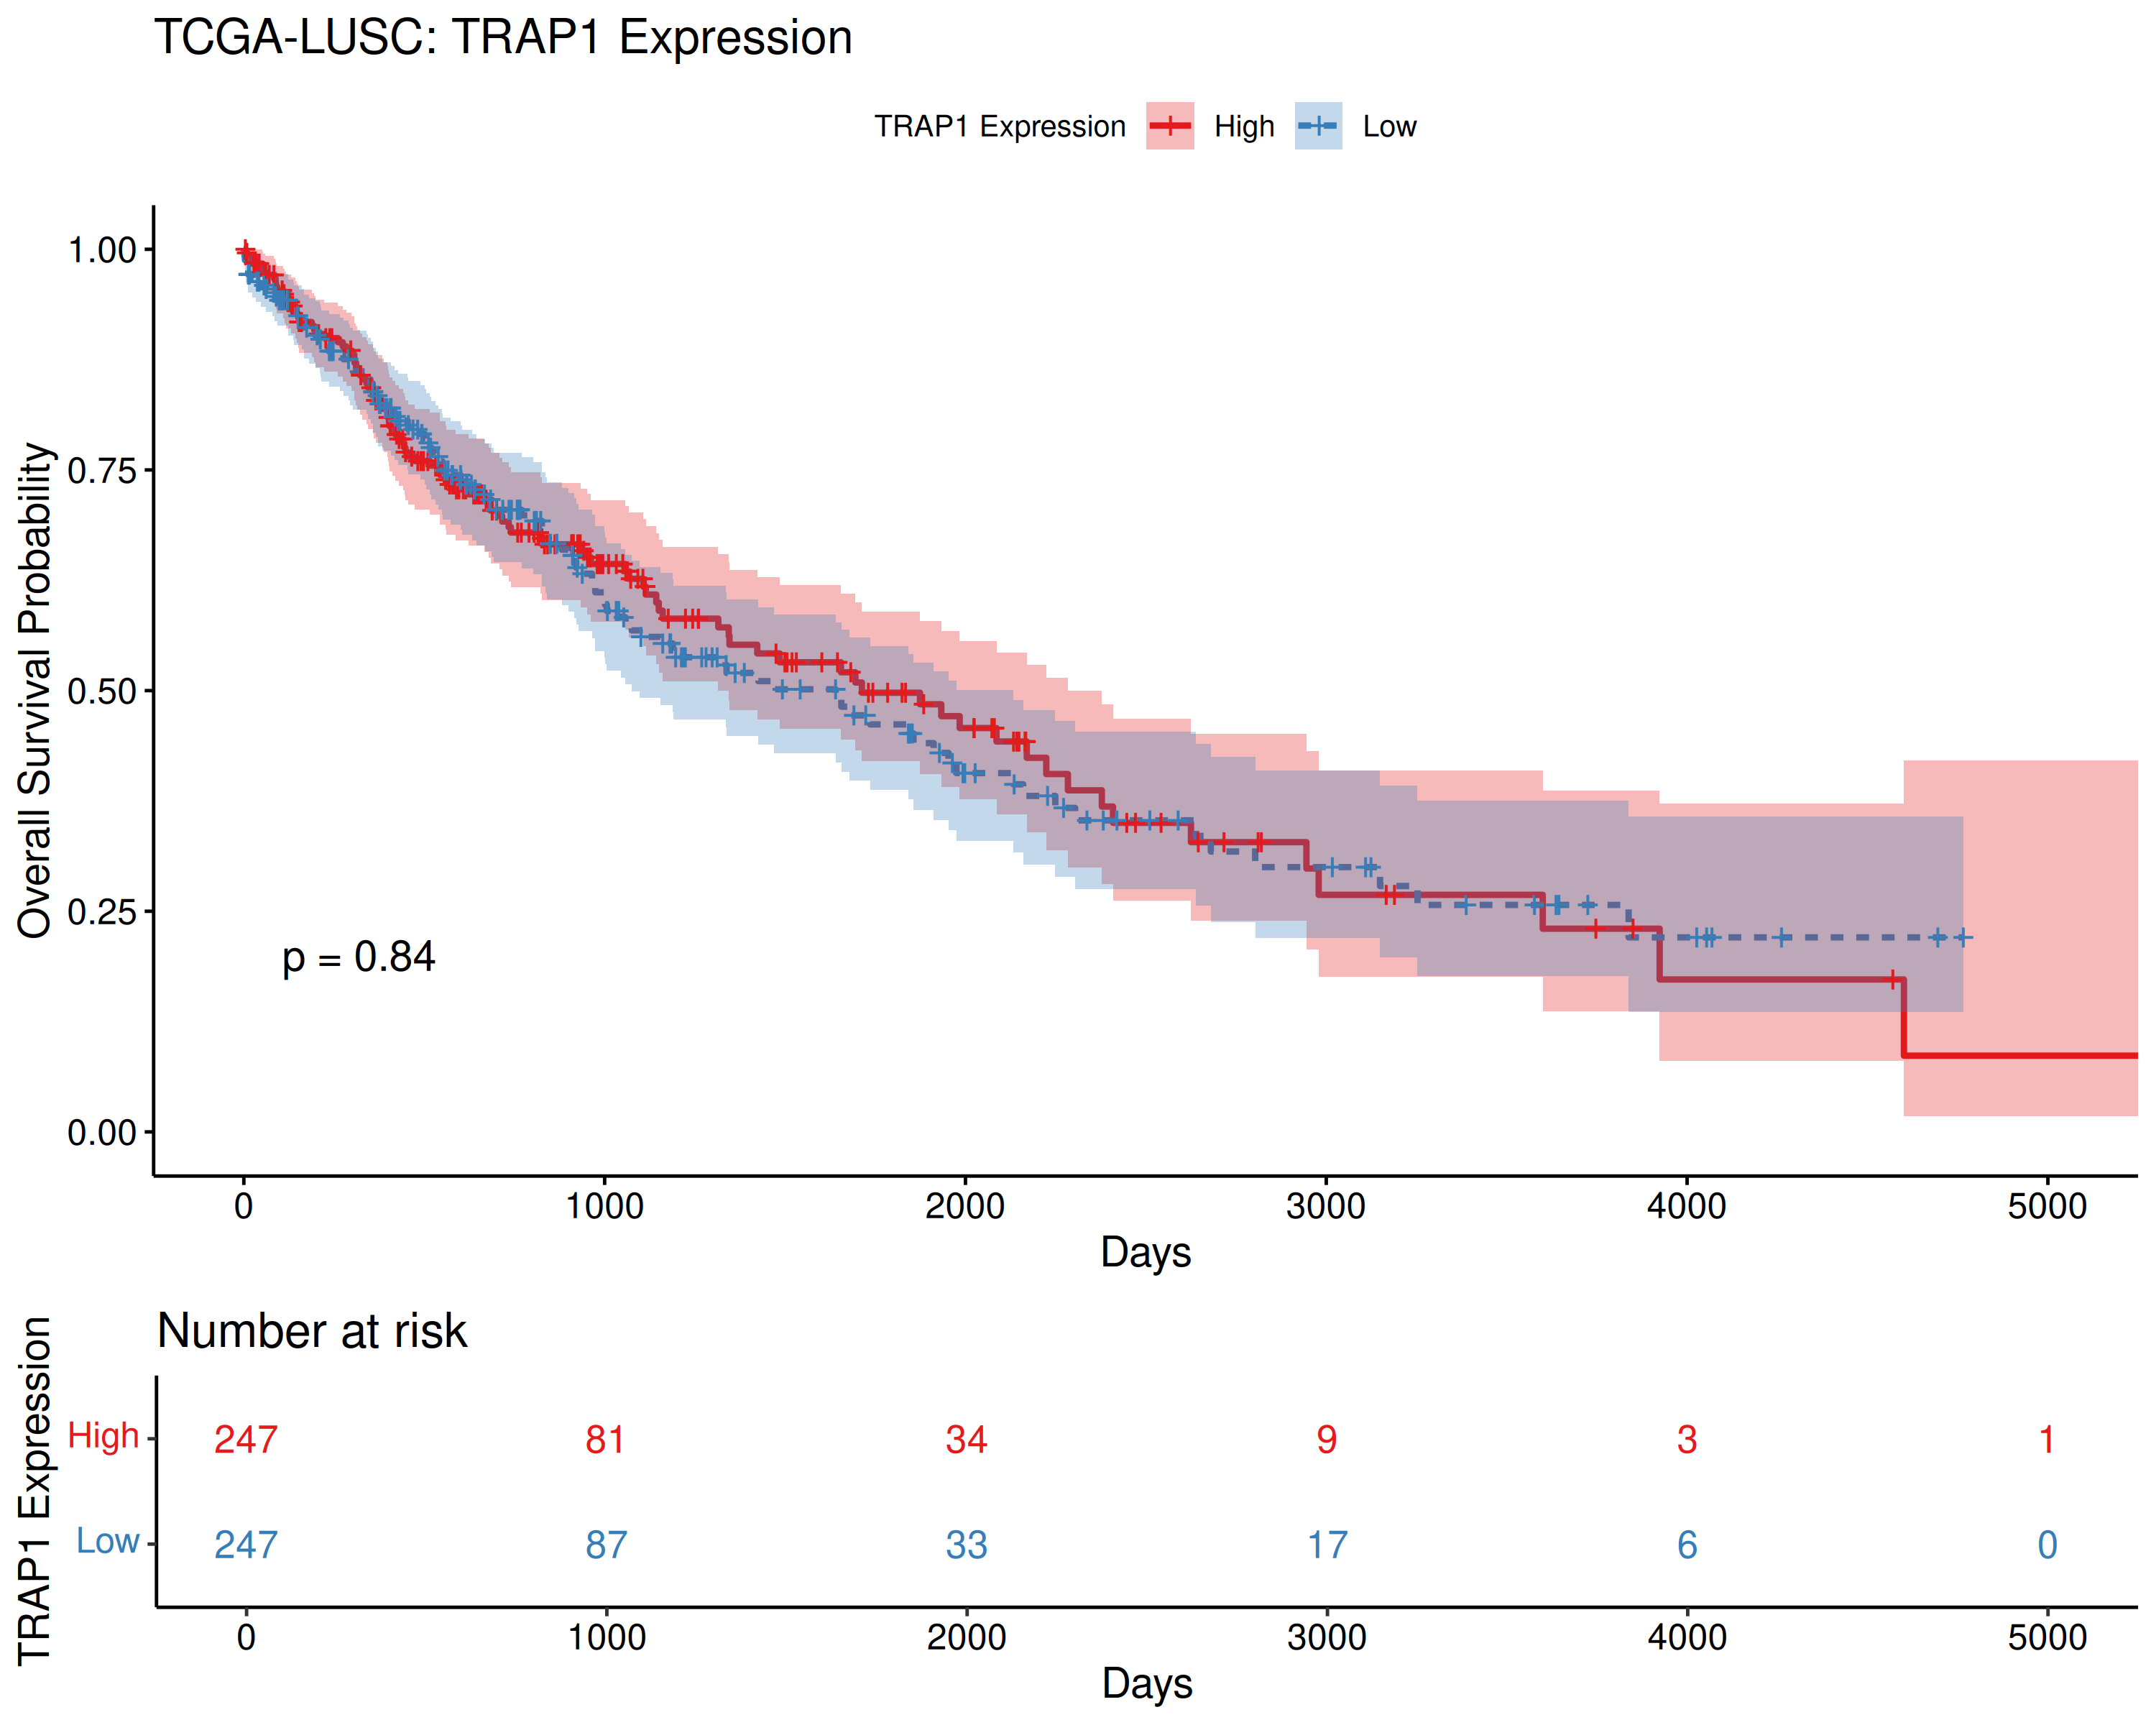 TCGA-LUSC: TRAP1 Expression
TRAP1 Expression High Low
Overall Survival Probability
1.00
0.75
0.50
0.25
0.00
p = 0.84
0 1000 2000 3000 4000 5000
Days
Number at risk
TRAP1 Expression
High 247 81 34 9 3 1
Low 247 87 33 17 6 0
0 1000 2000 3000 4000 5000
Days